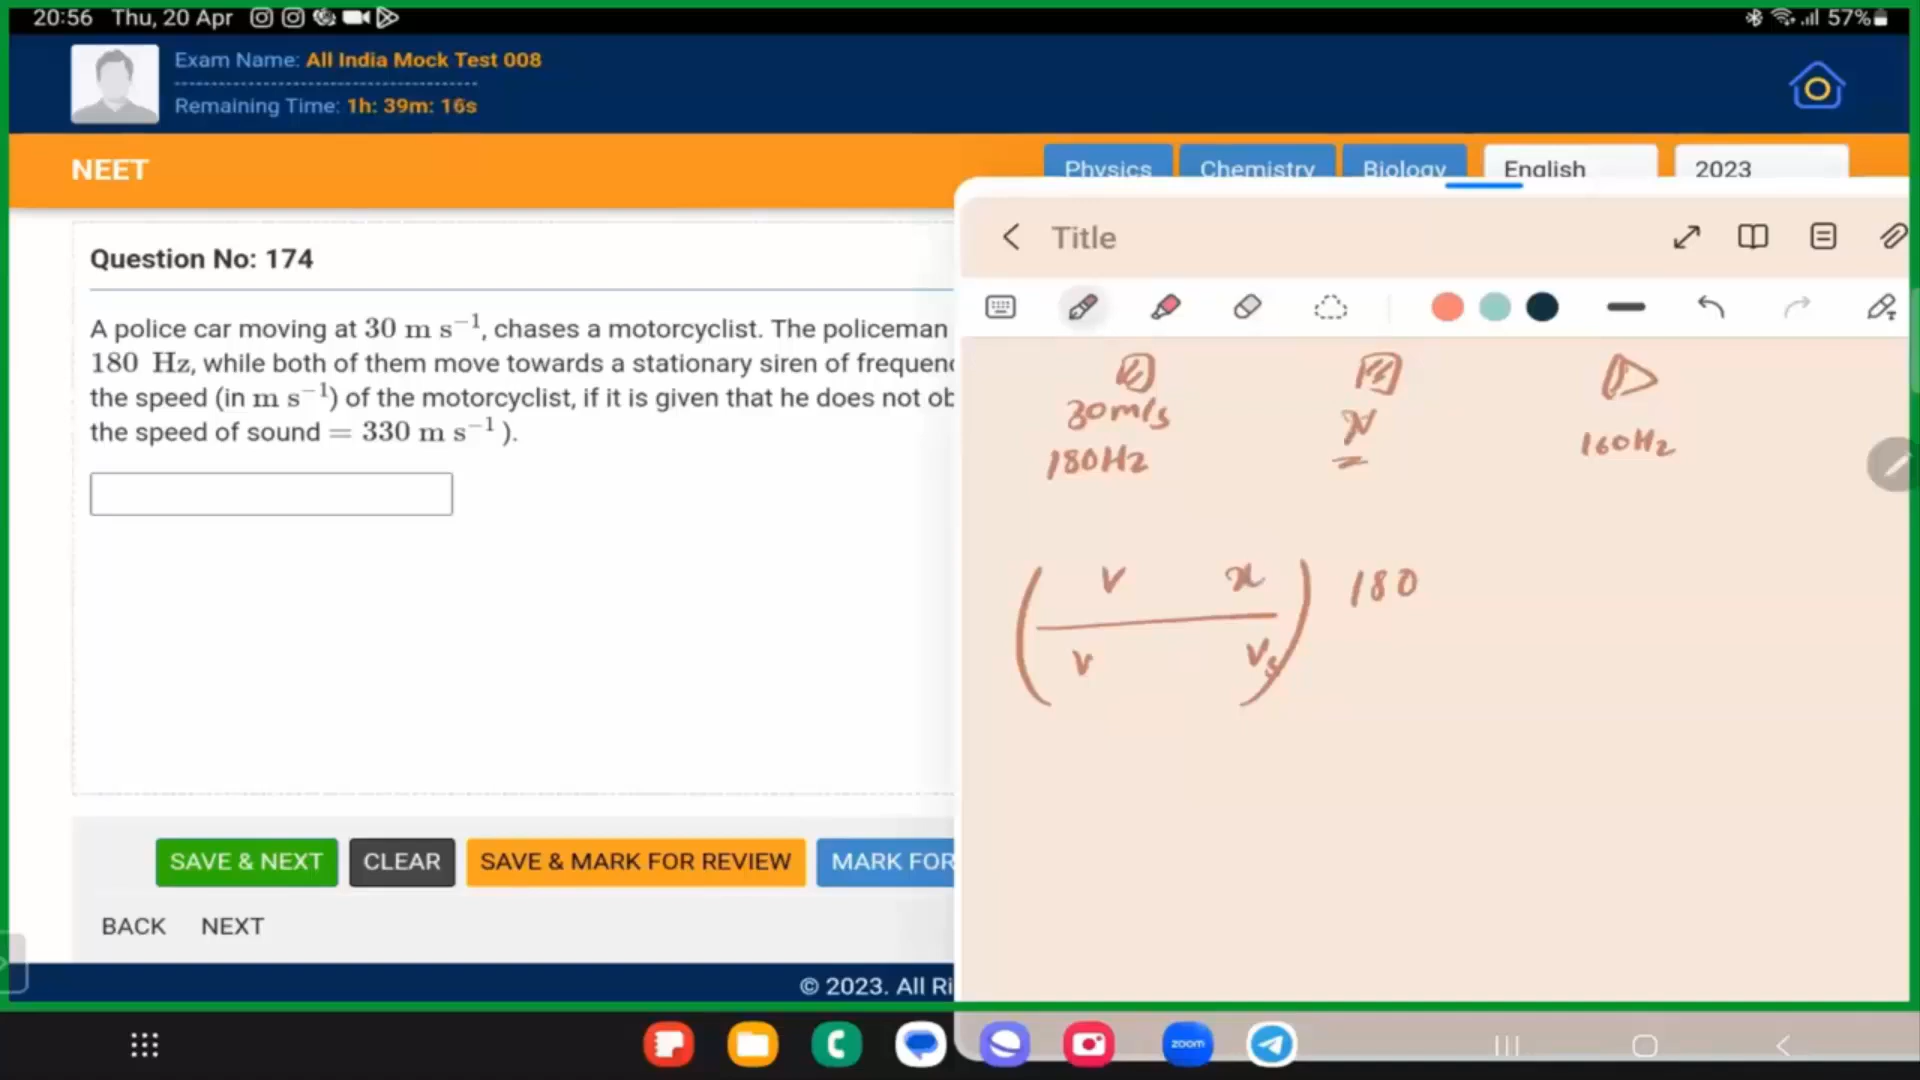 20:56 Thu, 20 Apr
57%
Exam Name: All India Mock Test 008
Remaining Time: 1h: 39m: 16s
NEET
Physics
Chemistry
Biology
English
2023
Question No: 174
A police car moving at 30 m s⁻¹, chases a motorcyclist. The policeman
180 Hz, while both of them move towards a stationary siren of frequenc
the speed (in m s⁻¹) of the motorcyclist, if it is given that he does not ob
the speed of sound = 330 m s⁻¹ ).
SAVE & NEXT
CLEAR
SAVE & MARK FOR REVIEW
MARK FOR
BACK
NEXT
© 2023. All Ri
Title
30m/s
180Hz
160Hz
v x
180
v vs
zoom